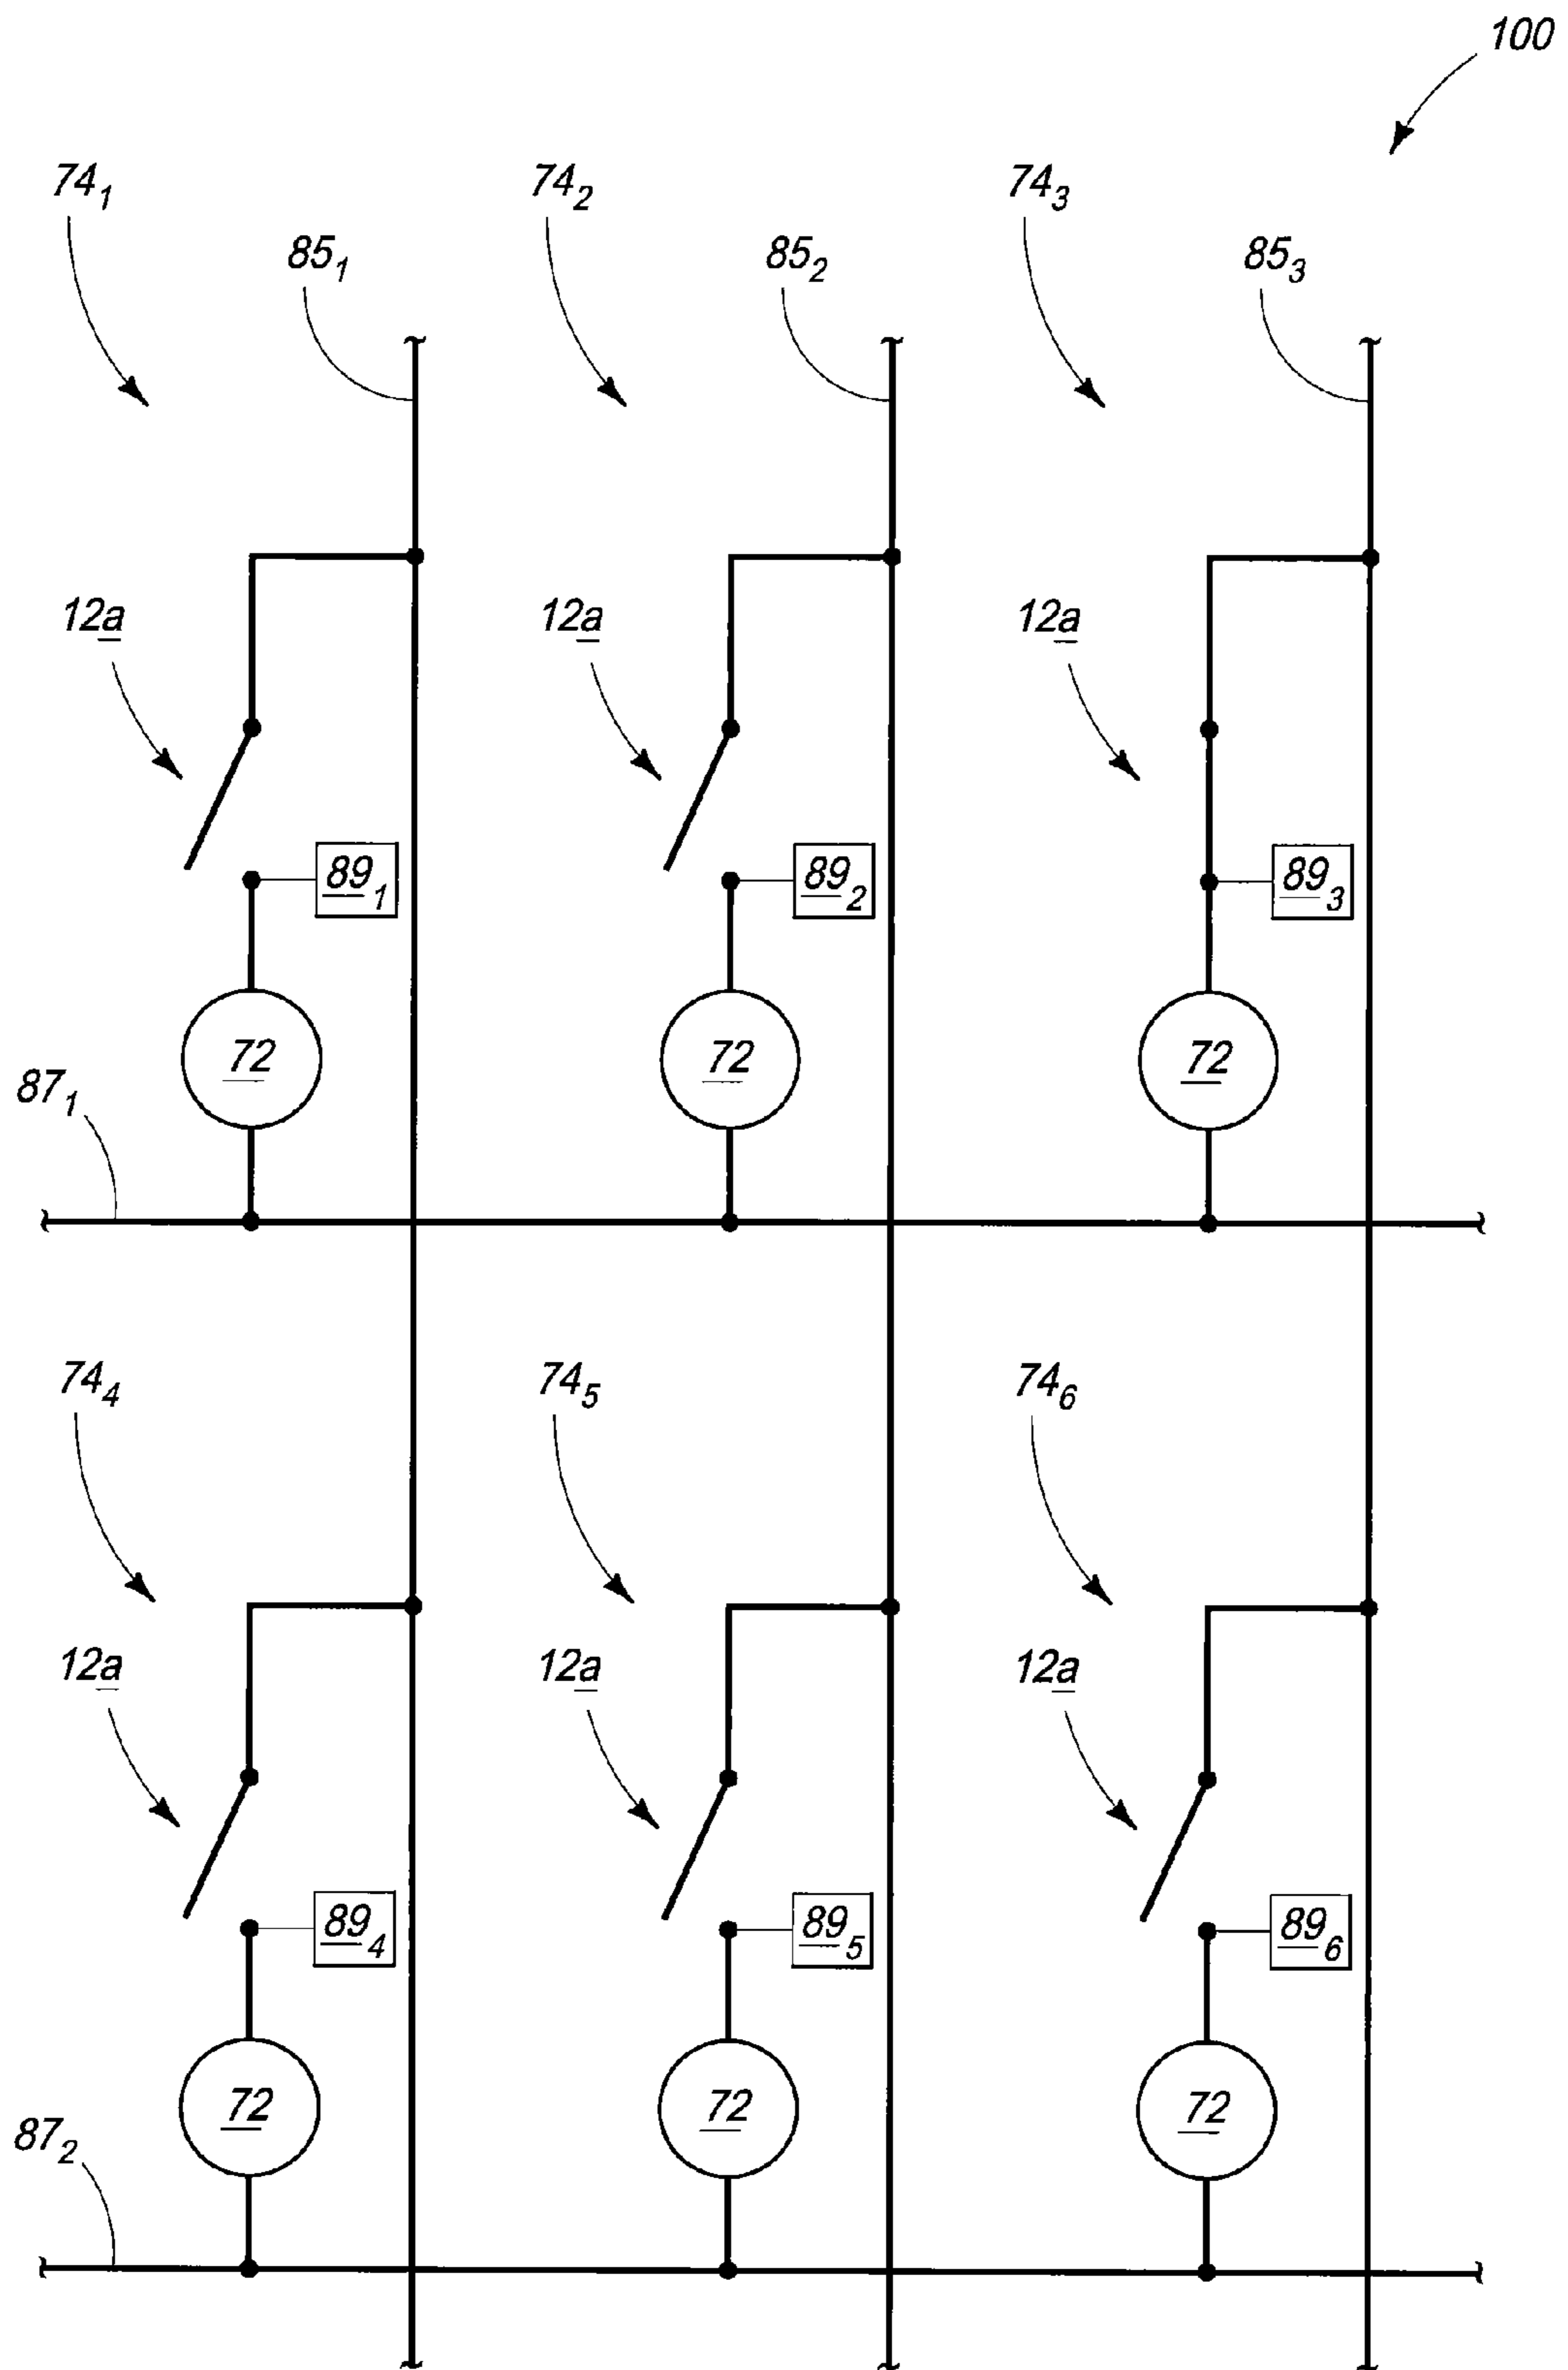 100
74₁ 74₂ 74₃
85₁ 85₂ 85₃
12a 12a 12a
89₁ 89₂ 89₃
72 72 72
87₁
74₄ 74₅ 74₆
12a 12a 12a
89₄ 89₅ 89₆
72 72 72
87₂